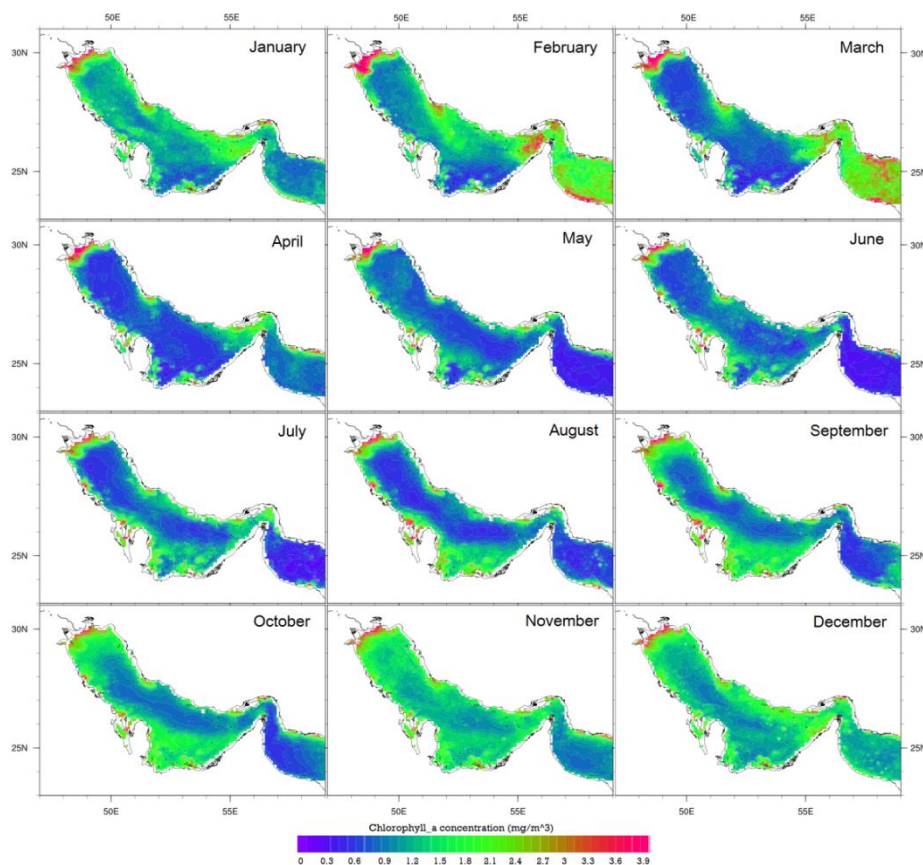 50E 55E 50E 55E 50E 55E
30N January February March 30N
25N 25N
30N April May June 30N
25N 25N
30N July August September 30N
25N 25N
30N October November December 30N
25N 25N
50E 55E 50E 55E 50E 55E
Chlorophyll_a concentration (mg/m^3)
0 0.3 0.6 0.9 1.2 1.5 1.8 2.1 2.4 2.7 3 3.3 3.6 3.9